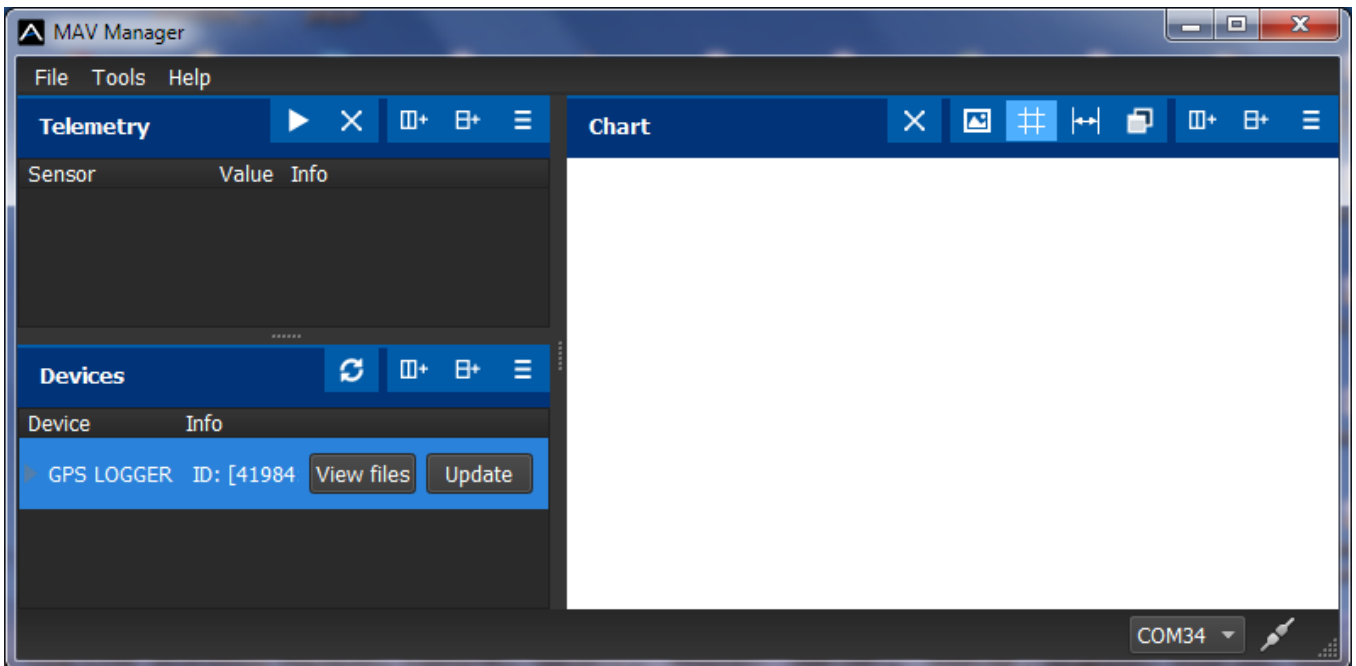 MAV Manager
File Tools Help
Telemetry
Sensor Value Info
Devices
Device Info
GPS LOGGER ID: [41984 View files Update
Chart
COM34